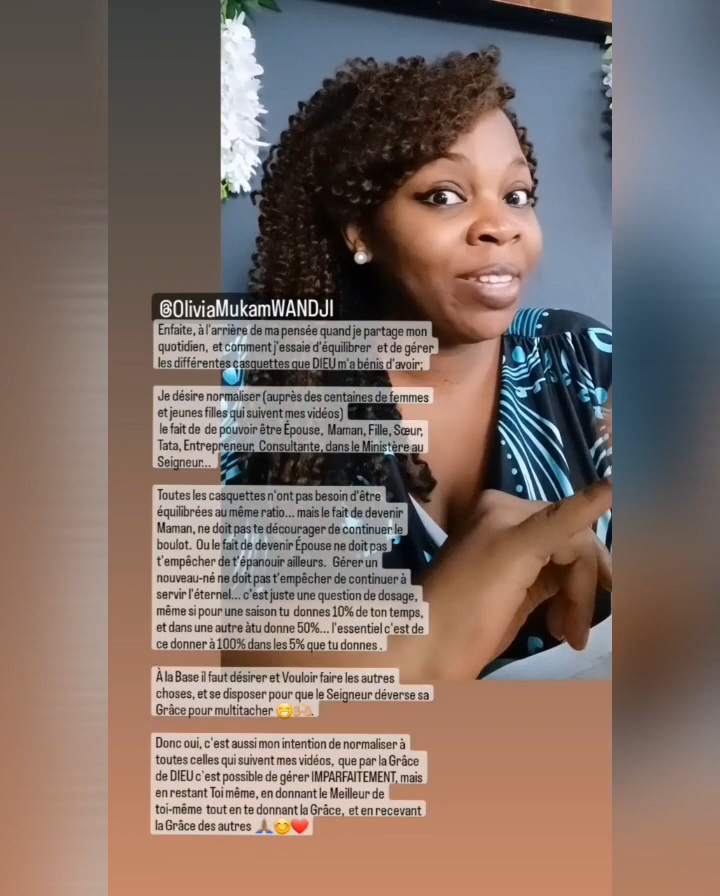 @OliviaMukamWANDJI
Enfaite, à l'arrière de ma pensée quand je partage mon
quotidien, et comment j'essaie d'équilibrer et de gérer
les différentes casquettes que DIEU m'a bénis d'avoir;
Je désire normaliser (auprès des centaines de femmes
et jeunes filles qui suivent mes vidéos)
le fait de de pouvoir être Épouse, Maman, Fille, Sœur,
Tata, Entrepreneur, Consultante, dans le Ministère au
Seigneur...
Toutes les casquettes n'ont pas besoin d'être
équilibrées au même ratio... mais le fait de devenir
Maman, ne doit pas te décourager de continuer le
boulot. Ou le fait de devenir Épouse ne doit pas
t'empêcher de t'épanouir ailleurs. Gérer un
nouveau-né ne doit pas t'empêcher de continuer à
servir l'éternel... c'est juste une question de dosage,
même si pour une saison tu donnes 10% de ton temps,
et dans une autre àtu donne 50%... l'essentiel c'est de
ce donner à 100% dans les 5% que tu donnes .
À la Base il faut désirer et Vouloir faire les autres
choses, et se disposer pour que le Seigneur déverse sa
Grâce pour multitacher 😁🙌🏼.
Donc oui, c'est aussi mon intention de normaliser à
toutes celles qui suivent mes vidéos, que par la Grâce
de DIEU c'est possible de gérer IMPARFAITEMENT, mais
en restant Toi même, en donnant le Meilleur de
toi-même tout en te donnant la Grâce, et en recevant
la Grâce des autres 🙏🏽😊❤️